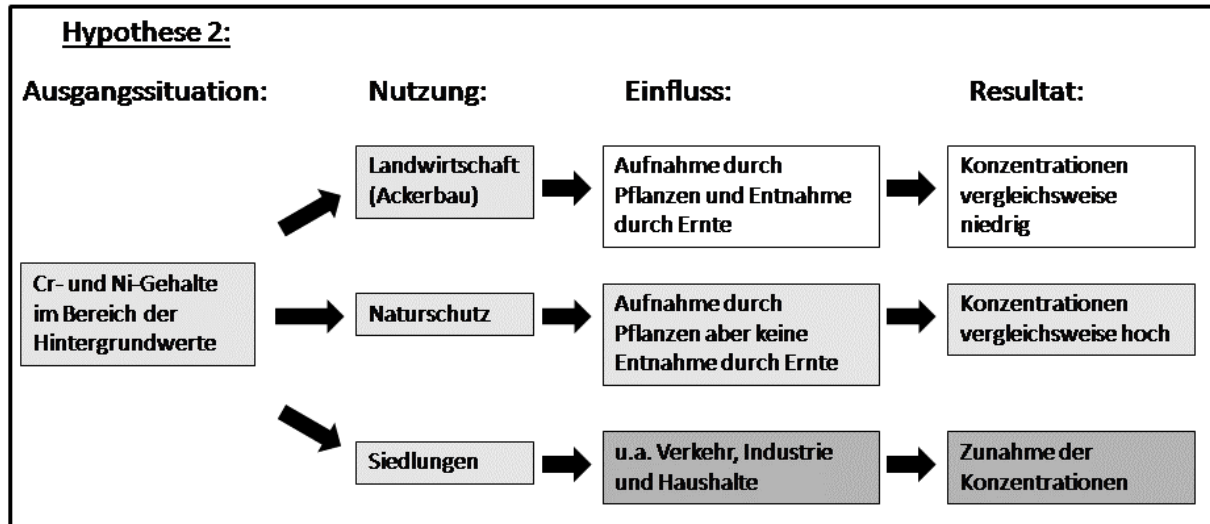 Hypothese 2:
Ausgangssituation:
Nutzung:
Einfluss:
Resultat:
Cr- und Ni-Gehalte
im Bereich der
Hintergrundwerte
Landwirtschaft
(Ackerbau)
Aufnahme durch
Pflanzen und Entnahme
durch Ernte
Konzentrationen
vergleichsweise
niedrig
Naturschutz
Aufnahme durch
Pflanzen aber keine
Entnahme durch Ernte
Konzentrationen
vergleichsweise hoch
Siedlungen
u.a. Verkehr, Industrie
und Haushalte
Zunahme der
Konzentrationen